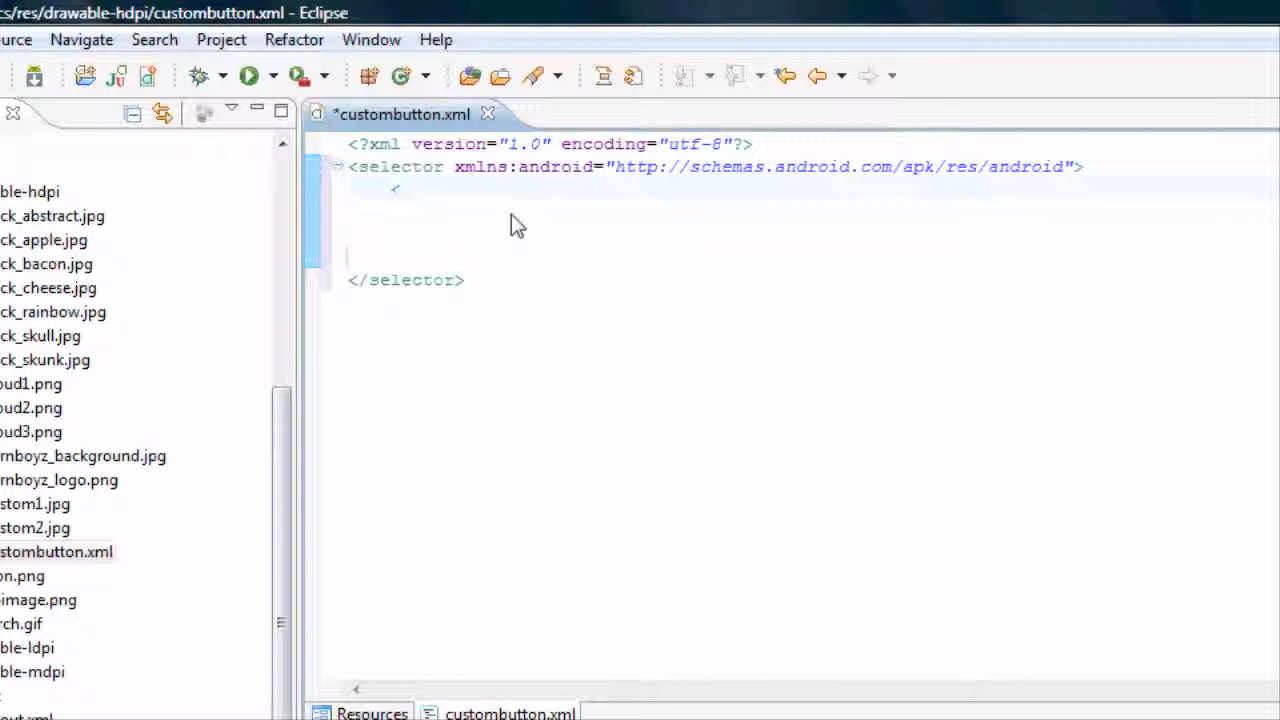 cs/res/drawable-hdpi/custombutton.xml - Eclipse
urce Navigate Search Project Refactor Window Help
*custombutton.xml
<?xml version="1.0" encoding="utf-8"?>
<selector xmlns:android="http://schemas.android.com/apk/res/android">
<
</selector>
ble-hdpi
ck_abstract.jpg
ck_apple.jpg
ck_bacon.jpg
ck_cheese.jpg
ck_rainbow.jpg
ck_skull.jpg
ck_skunk.jpg
oud1.png
oud2.png
oud3.png
rnboyz_background.jpg
rnboyz_logo.png
stom1.jpg
stom2.jpg
stombutton.xml
on.png
image.png
rch.gif
ble-ldpi
ble-mdpi
out.xml
Resources custombutton.xml